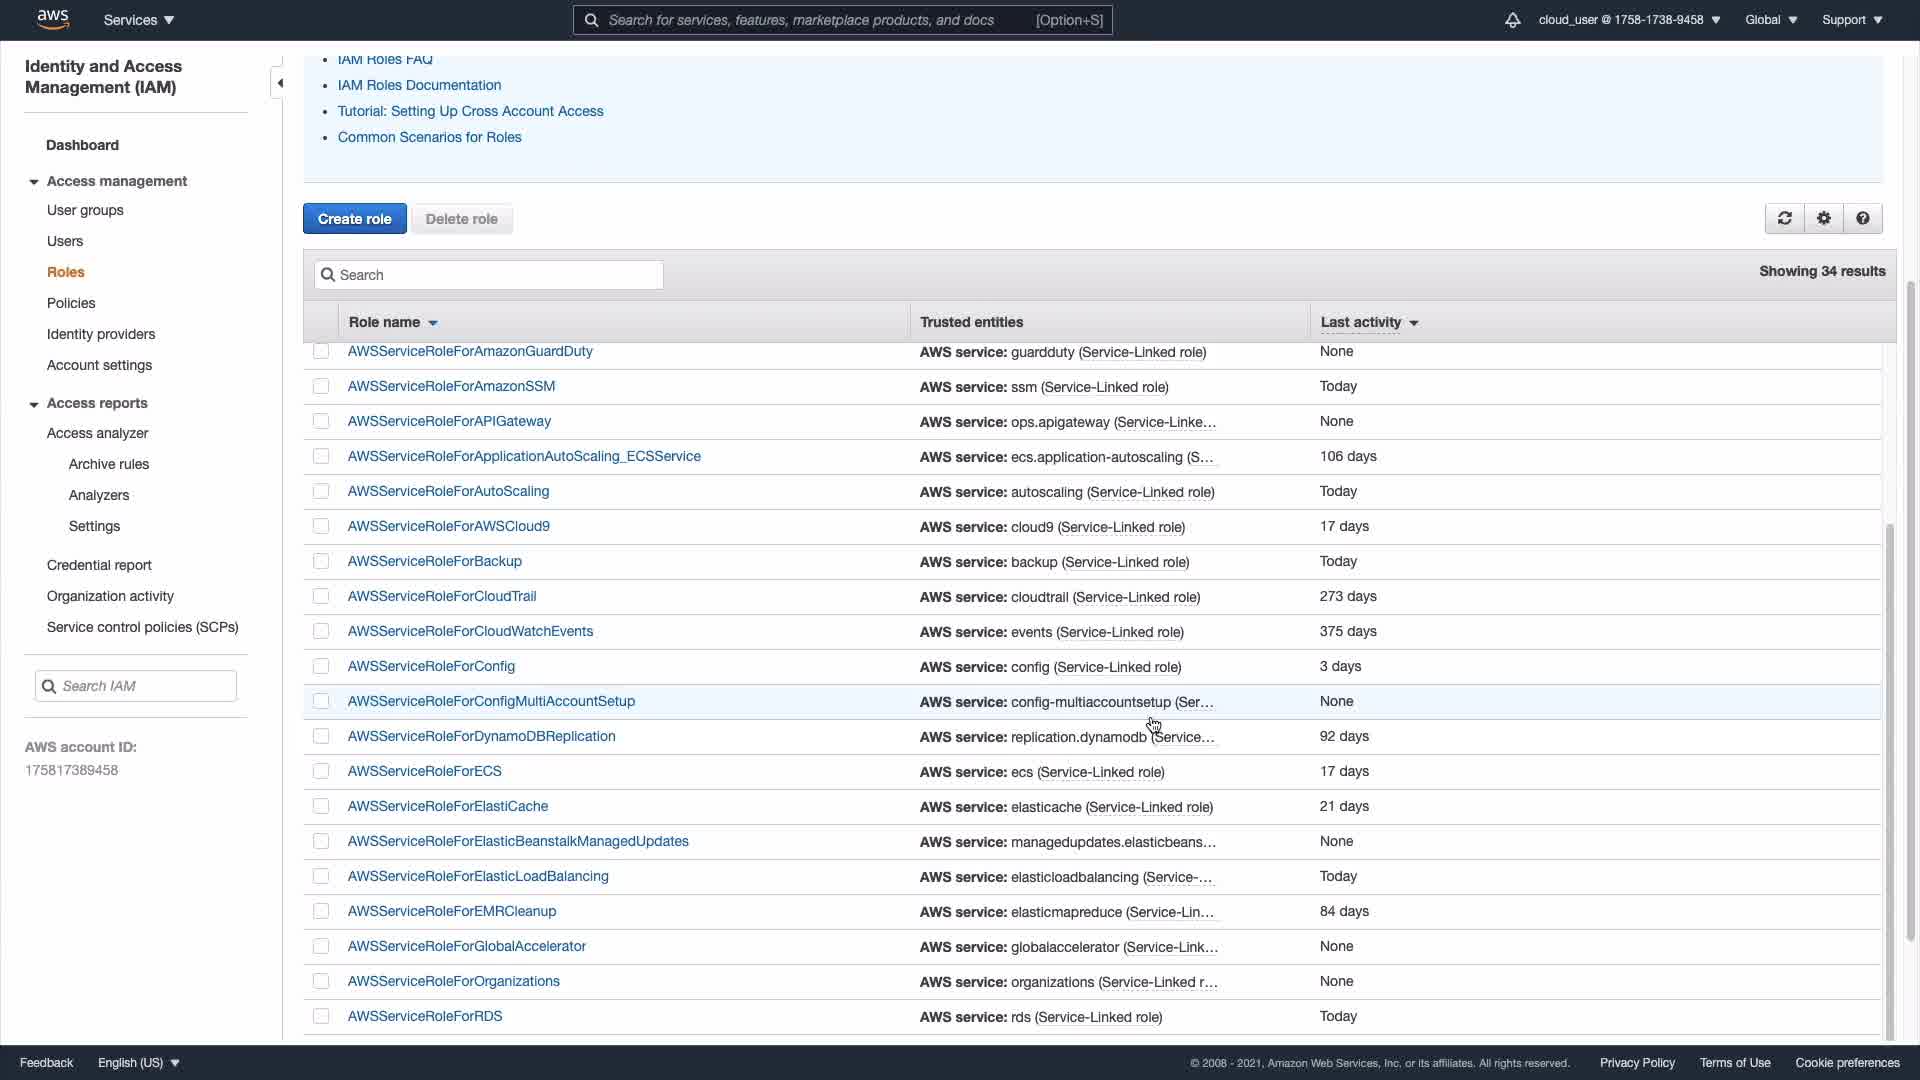 aws
Services
Search for services, features, marketplace products, and docs
[Option+S]
cloud_user @ 1758-1738-9458
Global
Support
Identity and Access
Management (IAM)
Dashboard
Access management
User groups
Users
Roles
Policies
Identity providers
Account settings
Access reports
Access analyzer
Archive rules
Analyzers
Settings
Credential report
Organization activity
Service control policies (SCPs)
Search IAM
AWS account ID:
175817389458
IAM Roles FAQ
IAM Roles Documentation
Tutorial: Setting Up Cross Account Access
Common Scenarios for Roles
Create role
Delete role
Search
Showing 34 results
Role name Trusted entities Last activity
AWSServiceRoleForAmazonGuardDuty AWS service: guardduty (Service-Linked role) None
AWSServiceRoleForAmazonSSM AWS service: ssm (Service-Linked role) Today
AWSServiceRoleForAPIGateway AWS service: ops.apigateway (Service-Linke... None
AWSServiceRoleForApplicationAutoScaling_ECSService AWS service: ecs.application-autoscaling (S... 106 days
AWSServiceRoleForAutoScaling AWS service: autoscaling (Service-Linked role) Today
AWSServiceRoleForAWSCloud9 AWS service: cloud9 (Service-Linked role) 17 days
AWSServiceRoleForBackup AWS service: backup (Service-Linked role) Today
AWSServiceRoleForCloudTrail AWS service: cloudtrail (Service-Linked role) 273 days
AWSServiceRoleForCloudWatchEvents AWS service: events (Service-Linked role) 375 days
AWSServiceRoleForConfig AWS service: config (Service-Linked role) 3 days
AWSServiceRoleForConfigMultiAccountSetup AWS service: config-multiaccountsetup (Ser... None
AWSServiceRoleForDynamoDBReplication AWS service: replication.dynamodb (Service... 92 days
AWSServiceRoleForECS AWS service: ecs (Service-Linked role) 17 days
AWSServiceRoleForElastiCache AWS service: elasticache (Service-Linked role) 21 days
AWSServiceRoleForElasticBeanstalkManagedUpdates AWS service: managedupdates.elasticbeans... None
AWSServiceRoleForElasticLoadBalancing AWS service: elasticloadbalancing (Service-... Today
AWSServiceRoleForEMRCleanup AWS service: elasticmapreduce (Service-Lin... 84 days
AWSServiceRoleForGlobalAccelerator AWS service: globalaccelerator (Service-Link... None
AWSServiceRoleForOrganizations AWS service: organizations (Service-Linked r... None
AWSServiceRoleForRDS AWS service: rds (Service-Linked role) Today
Feedback
English (US)
© 2008 - 2021, Amazon Web Services, Inc. or its affiliates. All rights reserved.
Privacy Policy
Terms of Use
Cookie preferences